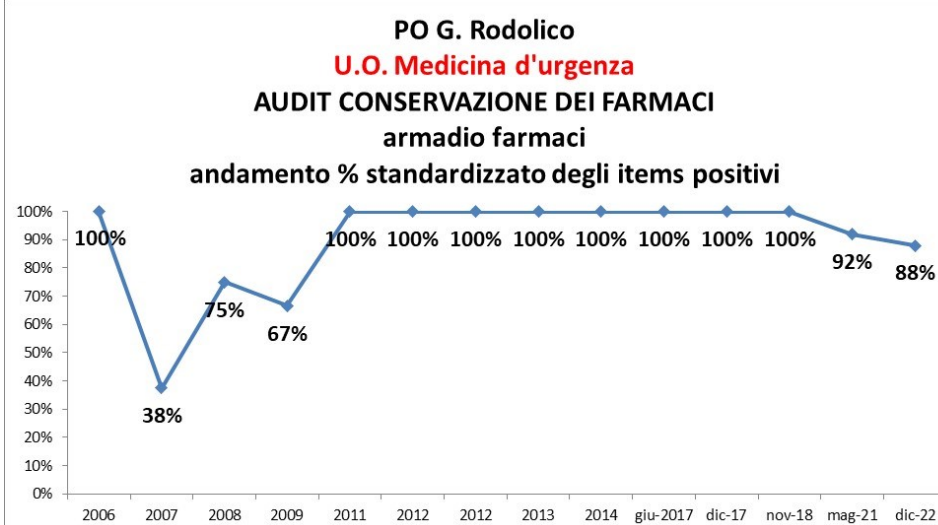 PO G. Rodolico
U.O. Medicina d'urgenza
AUDIT CONSERVAZIONE DEI FARMACI
armadio farmaci
andamento % standardizzato degli items positivi
100%
90%
80%
70%
60%
50%
40%
30%
20%
10%
0%
100%
38%
75%
67%
100% 100% 100% 100% 100% 100% 100% 100%
92%
88%
2006 2007 2008 2009 2011 2012 2012 2013 2014 giu-2017 dic-17 nov-18 mag-21 dic-22